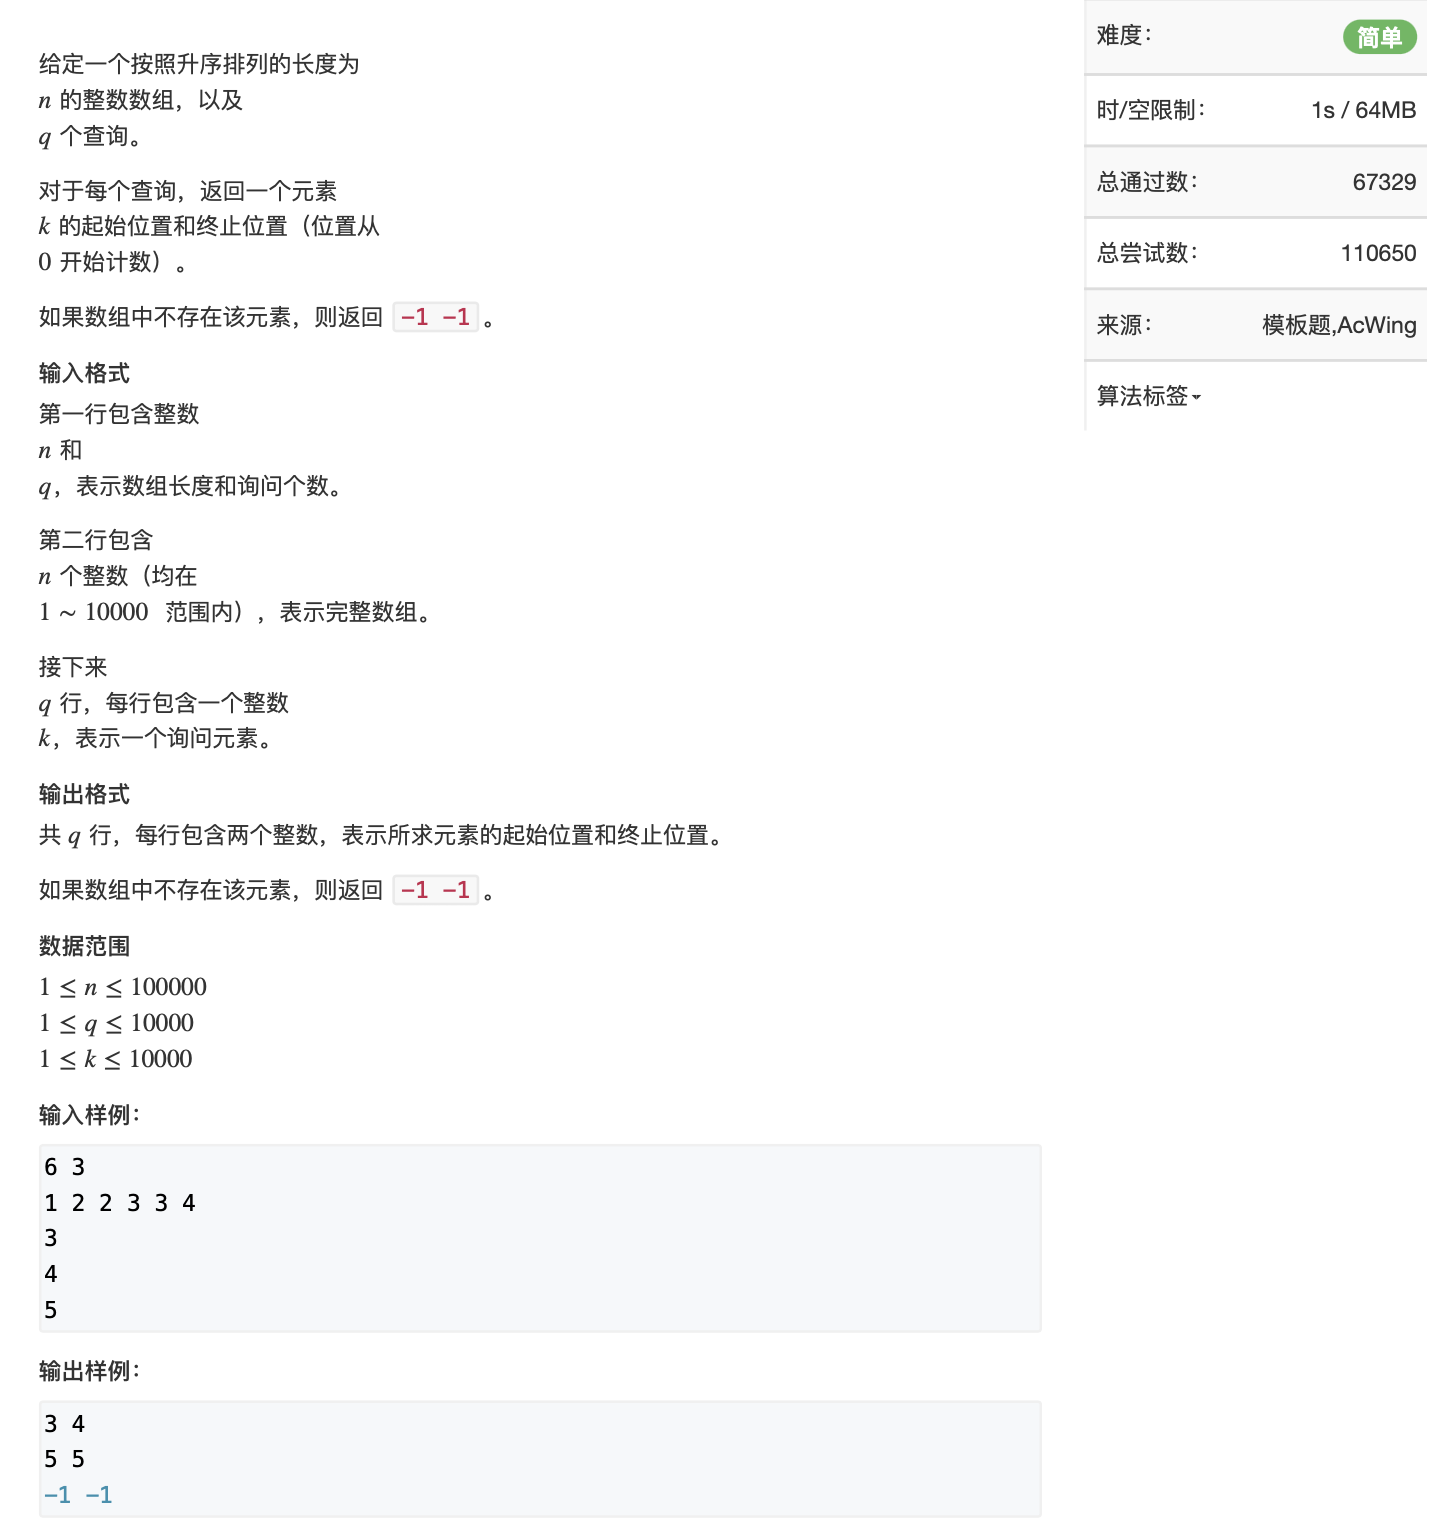 给定一个按照升序排列的长度为
n 的整数数组，以及
q 个查询。
对于每个查询，返回一个元素
k 的起始位置和终止位置（位置从
0 开始计数）。
如果数组中不存在该元素，则返回 -1 -1 。
输入格式
第一行包含整数
n 和
q，表示数组长度和询问个数。
第二行包含
n 个整数（均在
1 ∼ 10000 范围内），表示完整数组。
接下来
q 行，每行包含一个整数
k，表示一个询问元素。
输出格式
共 q 行，每行包含两个整数，表示所求元素的起始位置和终止位置。
如果数组中不存在该元素，则返回 -1 -1 。
数据范围
1 ≤ n ≤ 100000
1 ≤ q ≤ 10000
1 ≤ k ≤ 10000
输入样例：
6 3
1 2 2 3 3 4
3
4
5
输出样例：
3 4
5 5
-1 -1
难度： 简单
时/空限制： 1s / 64MB
总通过数： 67329
总尝试数： 110650
来源： 模板题,AcWing
算法标签